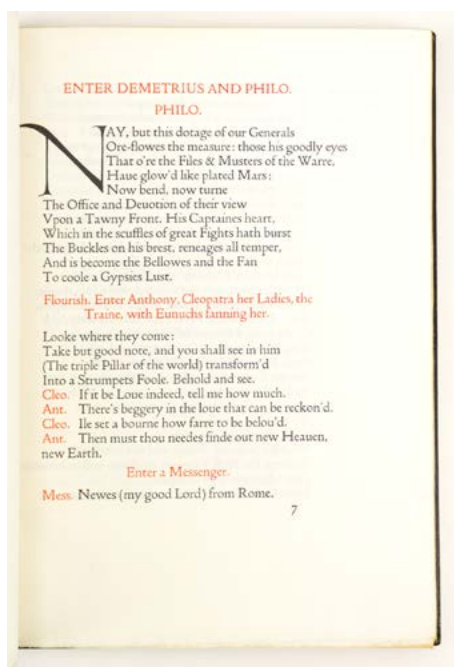 ENTER DEMETRIUS AND PHILO.
PHILO.
NAY, but this dotage of our Generals
Ore-flowes the measure: those his goodly eyes
That o're the Files & Musters of the Warre,
Haue glow'd like plated Mars:
Now bend, now turne
The Office and Deuotion of their view
Vpon a Tawny Front. His Captaines heart,
Which in the scuffles of great Fights hath burst
The Buckles on his brest, reneages all temper,
And is become the Bellowes and the Fan
To coole a Gypsies Lust.
Flourish. Enter Anthony, Cleopatra her Ladies, the
Traine, with Eunuchs fanning her.
Looke where they come:
Take but good note, and you shall see in him
(The triple Pillar of the world) transform'd
Into a Strumpets Foole. Behold and see.
Cleo. If it be Loue indeed, tell me how much.
Ant. There's beggery in the loue that can be reckon'd.
Cleo. Ile set a bourne how farre to be belou'd.
Ant. Then must thou needes finde out new Heauen,
new Earth.
Enter a Messenger.
Mess. Newes (my good Lord) from Rome.
7